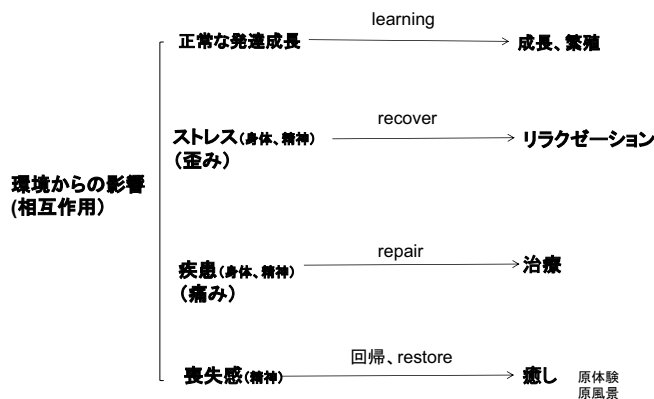 learning
正常な発達成長
成長、繁殖
recover
ストレス(身体、精神)
(歪み)
リラクゼーション
環境からの影響
(相互作用)
repair
疾患(身体、精神)
(痛み)
治療
回帰、restore
喪失感(精神)
癒し
原体験
原風景